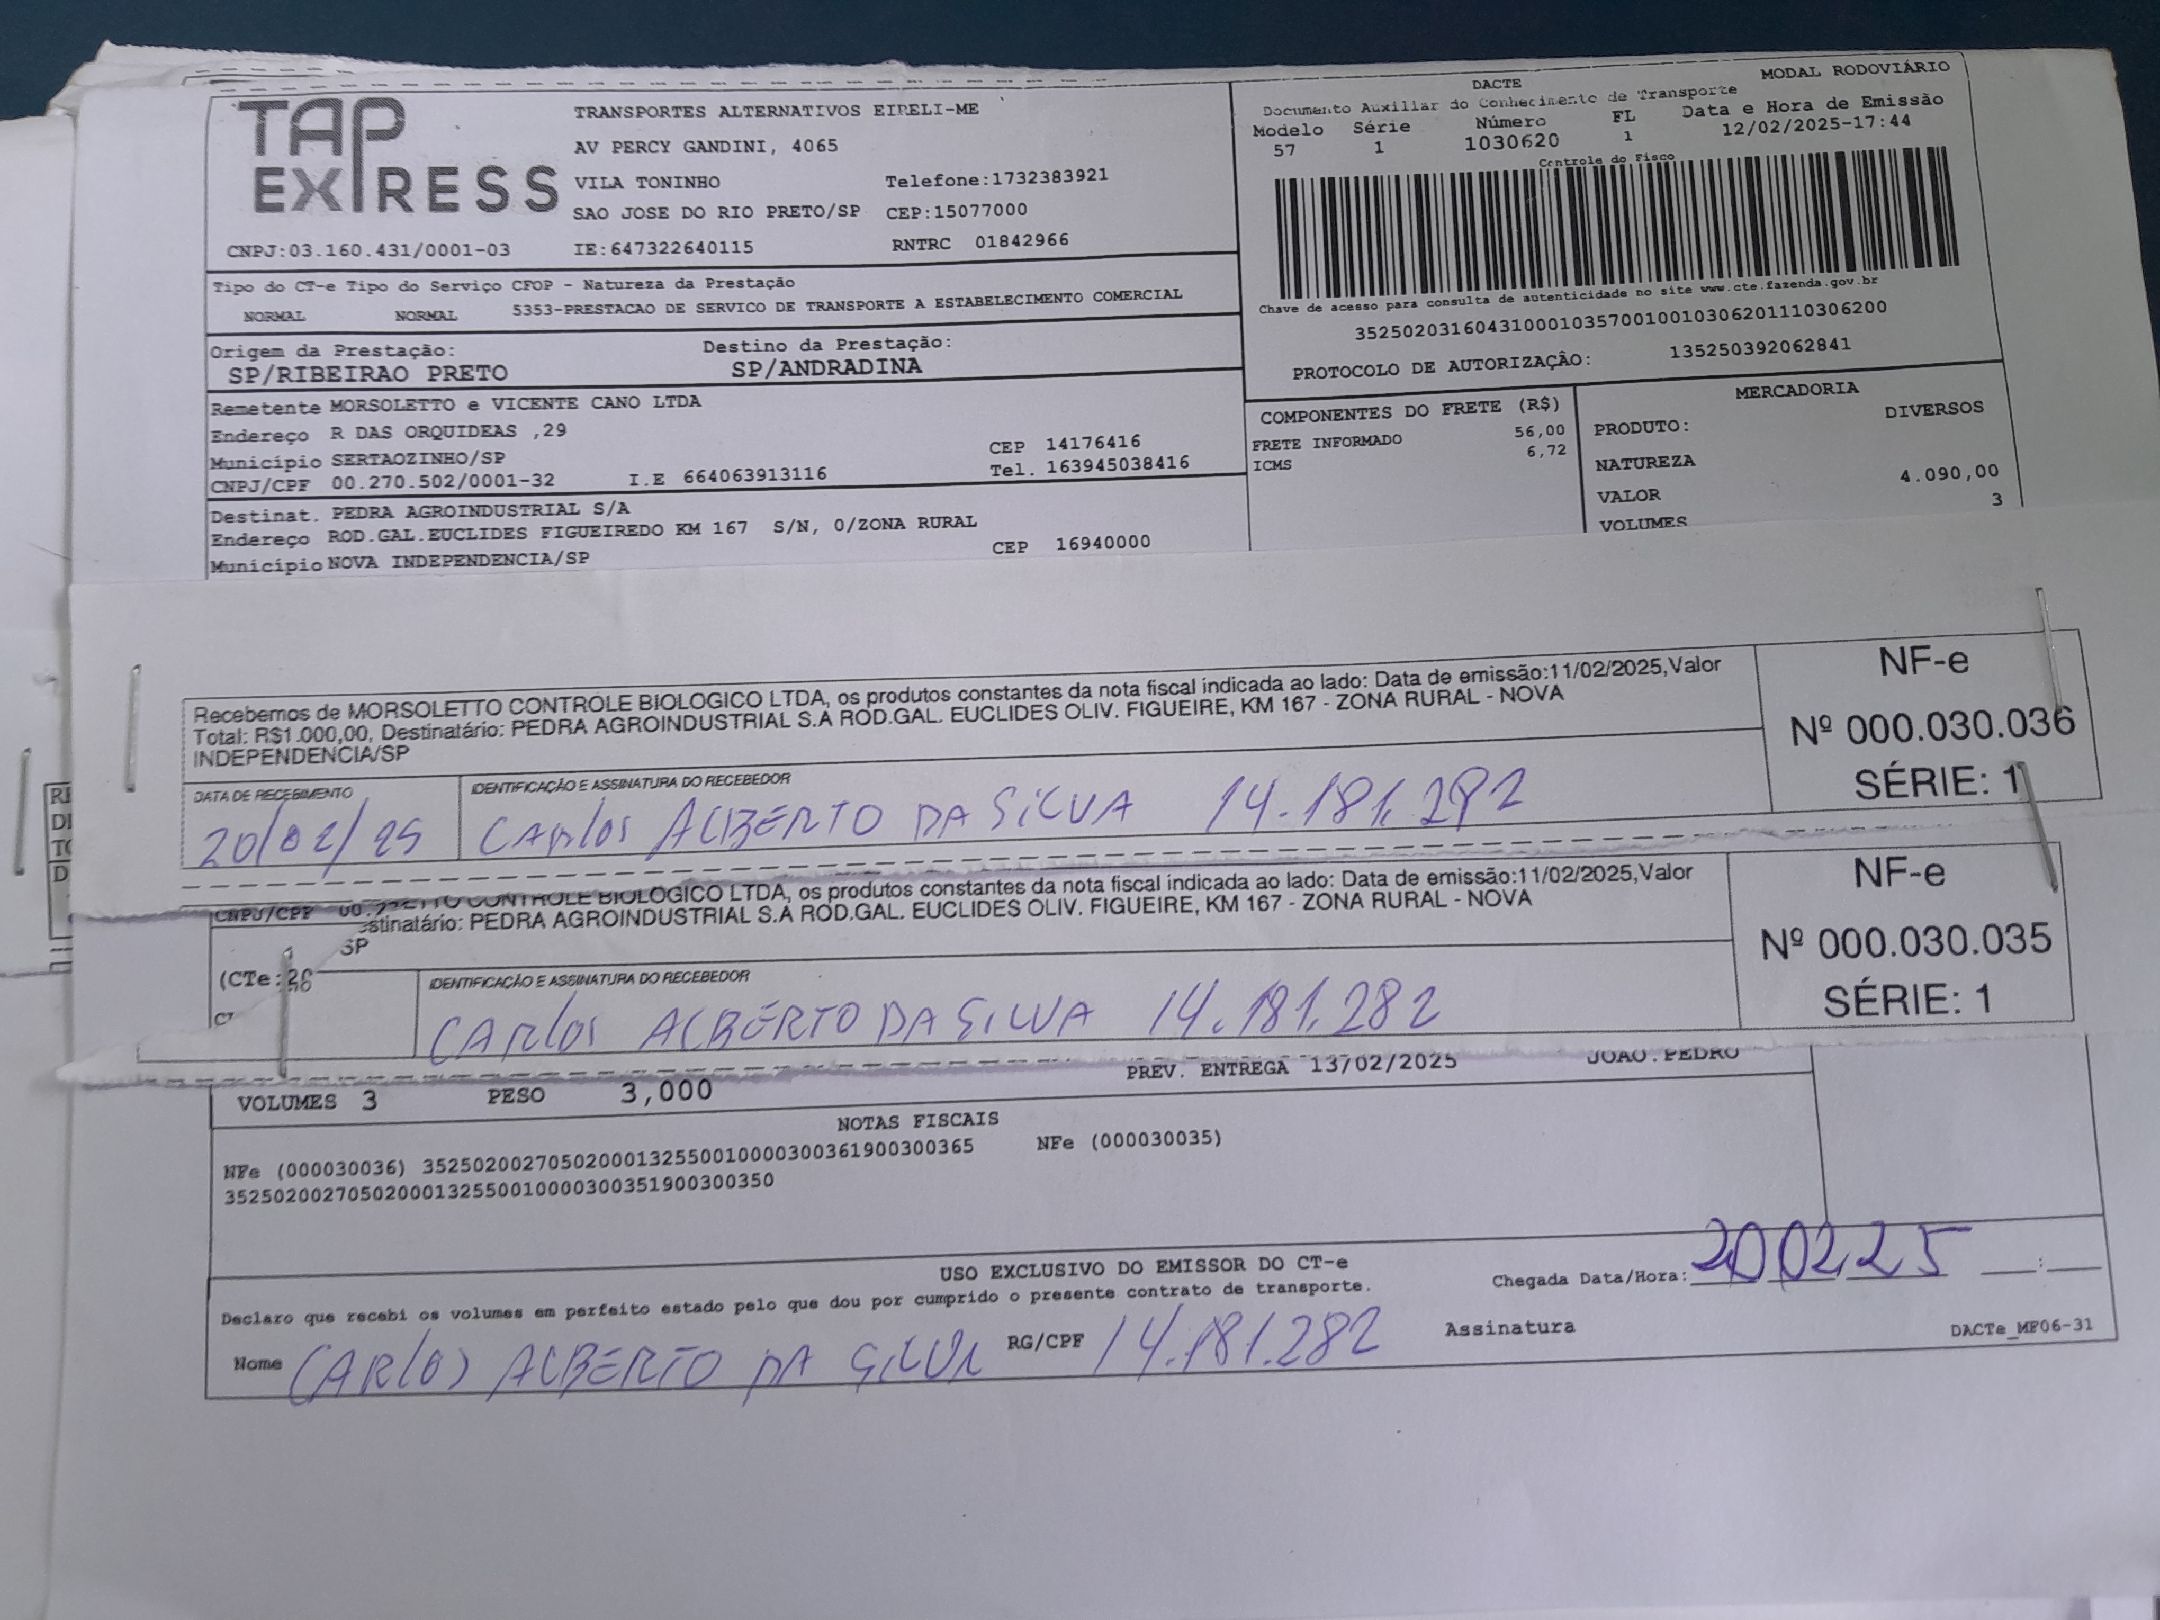 TAP EXPRESS
TRANSPORTES ALTERNATIVOS EIRELI-ME
AV PERCY GANDINI, 4065
VILA TONINHO Telefone:1732383921
SAO JOSE DO RIO PRETO/SP CEP:15077000
CNPJ:03.160.431/0001-03 IE:647322640115 RNTRC 01842966
DACTE MODAL RODOVIÁRIO
Documento Auxiliar do Conhecimento de Transporte
Modelo Série Número FL Data e Hora de Emissão
57 1 1030620 1 12/02/2025-17:44
Controle do Fisco
Chave de acesso para consulta de autenticidade no site www.cte.fazenda.gov.br
35250203160431000103570010010306201110306200
PROTOCOLO DE AUTORIZAÇÃO: 135250392062841
Tipo do CT-e Tipo do Serviço CFOP - Natureza da Prestação
NORMAL NORMAL 5353-PRESTACAO DE SERVICO DE TRANSPORTE A ESTABELECIMENTO COMERCIAL
Origem da Prestação: Destino da Prestação:
SP/RIBEIRAO PRETO SP/ANDRADINA
Remetente MORSOLETTO e VICENTE CANO LTDA
Endereço R DAS ORQUIDEAS ,29
Município SERTAOZINHO/SP CEP 14176416
CNPJ/CPF 00.270.502/0001-32 I.E 664063913116 Tel. 163945038416
COMPONENTES DO FRETE (R$)
FRETE INFORMADO 56,00
ICMS 6,72
MERCADORIA
PRODUTO: DIVERSOS
NATUREZA
VALOR 4.090,00
VOLUMES 3
Destinat. PEDRA AGROINDUSTRIAL S/A
Endereço ROD.GAL.EUCLIDES FIGUEIREDO KM 167 S/N, 0/ZONA RURAL
Município NOVA INDEPENDENCIA/SP CEP 16940000
Recebemos de MORSOLETTO CONTROLE BIOLOGICO LTDA, os produtos constantes da nota fiscal indicada ao lado: Data de emissão:11/02/2025,Valor
Total: R$1.000,00, Destinatário: PEDRA AGROINDUSTRIAL S.A ROD.GAL. EUCLIDES OLIV. FIGUEIRE, KM 167 - ZONA RURAL - NOVA
INDEPENDENCIA/SP
NF-e
Nº 000.030.036
SÉRIE: 1
DATA DE RECEBIMENTO IDENTIFICAÇÃO E ASSINATURA DO RECEBEDOR
20/02/25 CARLOS ALBERTO DA SILVA 14.181.282
CNPJ/CPF CONTROLE BIOLOGICO LTDA, os produtos constantes da nota fiscal indicada ao lado: Data de emissão:11/02/2025,Valor
stinatário: PEDRA AGROINDUSTRIAL S.A ROD.GAL. EUCLIDES OLIV. FIGUEIRE, KM 167 - ZONA RURAL - NOVA
SP
NF-e
Nº 000.030.035
SÉRIE: 1
(CTe:
IDENTIFICAÇÃO E ASSINATURA DO RECEBEDOR
CARLOS ALBERTO DA SILVA 14.181.282
PREV. ENTREGA 13/02/2025 JOAO.PEDRO
VOLUMES 3 PESO 3,000
NOTAS FISCAIS
NFe (000030036) 35250200270502000132550010000300361900300365 NFe (000030035)
35250200270502000132550010000300351900300350
USO EXCLUSIVO DO EMISSOR DO CT-e
Declaro que recebi os volumes em perfeito estado pelo que dou por cumprido o presente contrato de transporte.
Chegada Data/Hora: 20 02 25 __:__
Nome CARLOS ALBERTO DA SILVA RG/CPF 14.181.282 Assinatura
DACTe_MF06-31